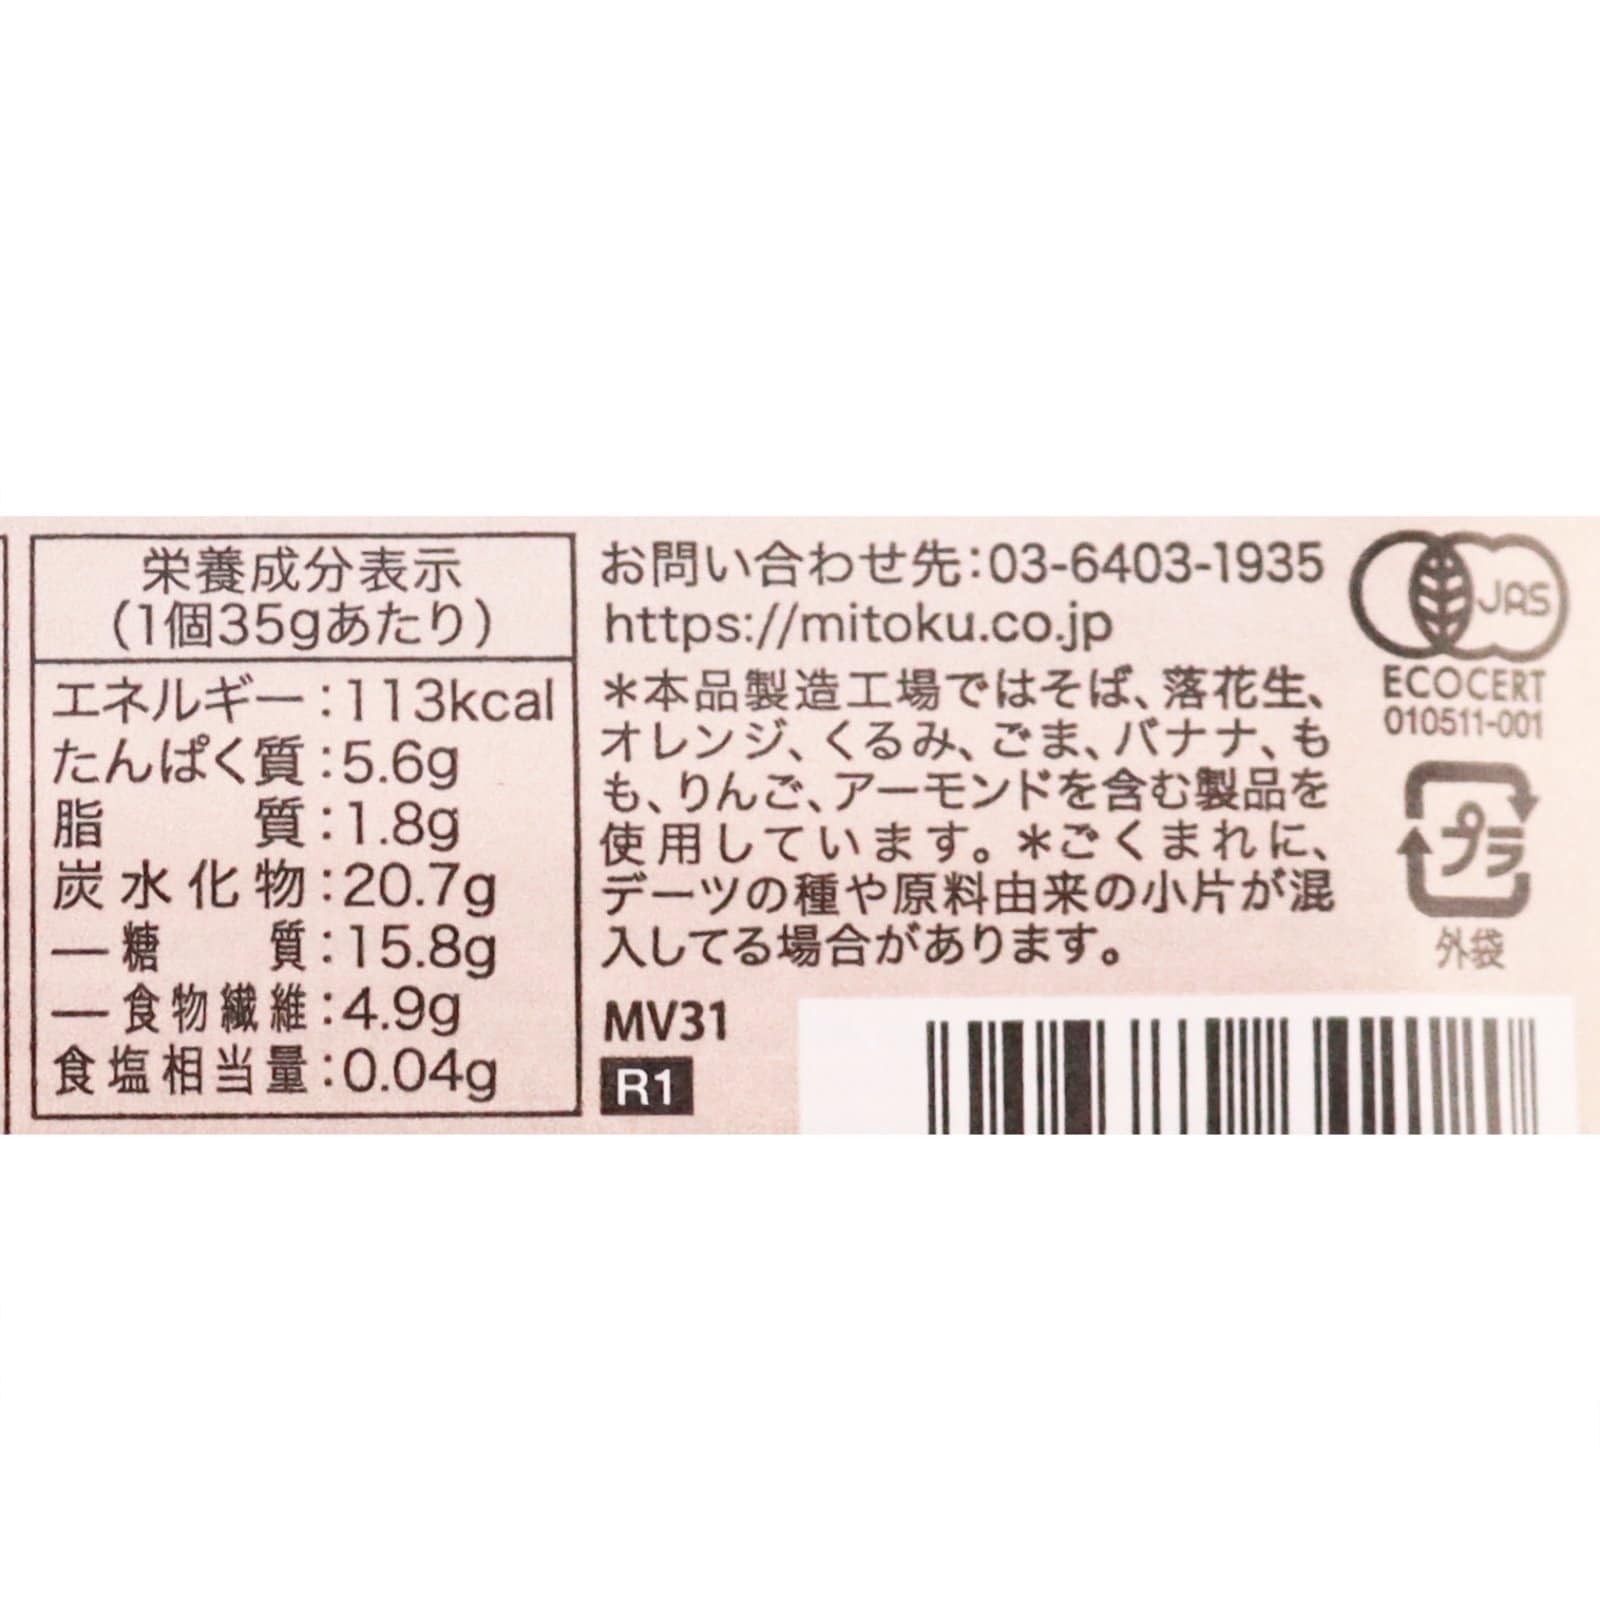 栄養成分表示
(1個35gあたり)
エネルギー:113kcal
たんぱく質:5.6g
脂質:1.8g
炭水化物:20.7g
―糖質:15.8g
―食物繊維:4.9g
食塩相当量:0.04g
お問い合わせ先:03-6403-1935
https://mitoku.co.jp
＊本品製造工場ではそば、落花生、
オレンジ、くるみ、ごま、バナナ、も
も、りんご、アーモンドを含む製品を
使用しています。＊ごくまれに、
デーツの種や原料由来の小片が混
入してる場合があります。
MV31
R1
JAS
ECOCERT
010511-001
プラ
外袋